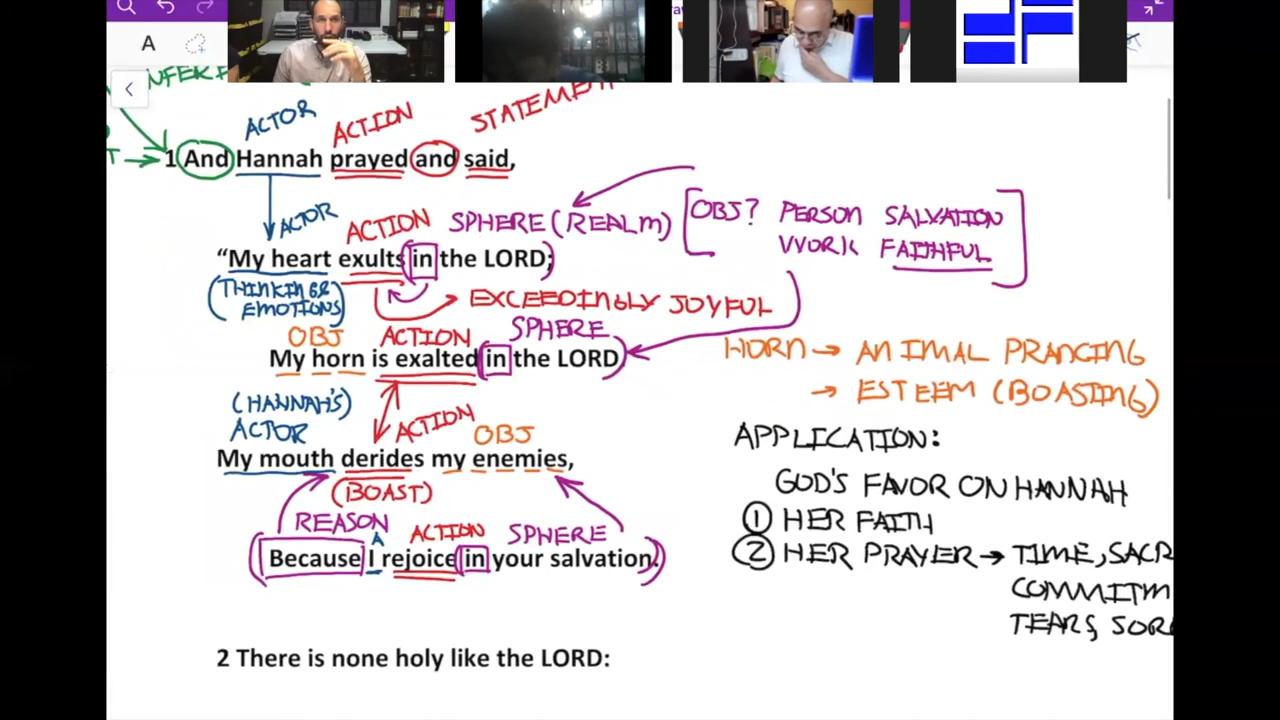 A
ACTOR
ACTION
STATEMENT
1 And Hannah prayed and said,
ACTOR
ACTION
SPHERE (REALM)
OBJ? PERSON SALVATION
WORK FAITHFUL
“My heart exults in the LORD;
(THINKING & EMOTIONS)
EXCEEDINGLY JOYFUL
OBJ
ACTION
SPHERE
My horn is exalted in the LORD
HORN → ANIMAL PRANCING
→ ESTEEM (BOASTING)
(HANNAH'S)
ACTOR
ACTION
OBJ
My mouth derides my enemies,
(BOAST)
APPLICATION:
GOD'S FAVOR ON HANNAH
① HER FAITH
② HER PRAYER → TIME, SACR
COMMITM
TEARS, SORR
REASON
A
ACTION
SPHERE
Because I rejoice in your salvation.
2 There is none holy like the LORD: